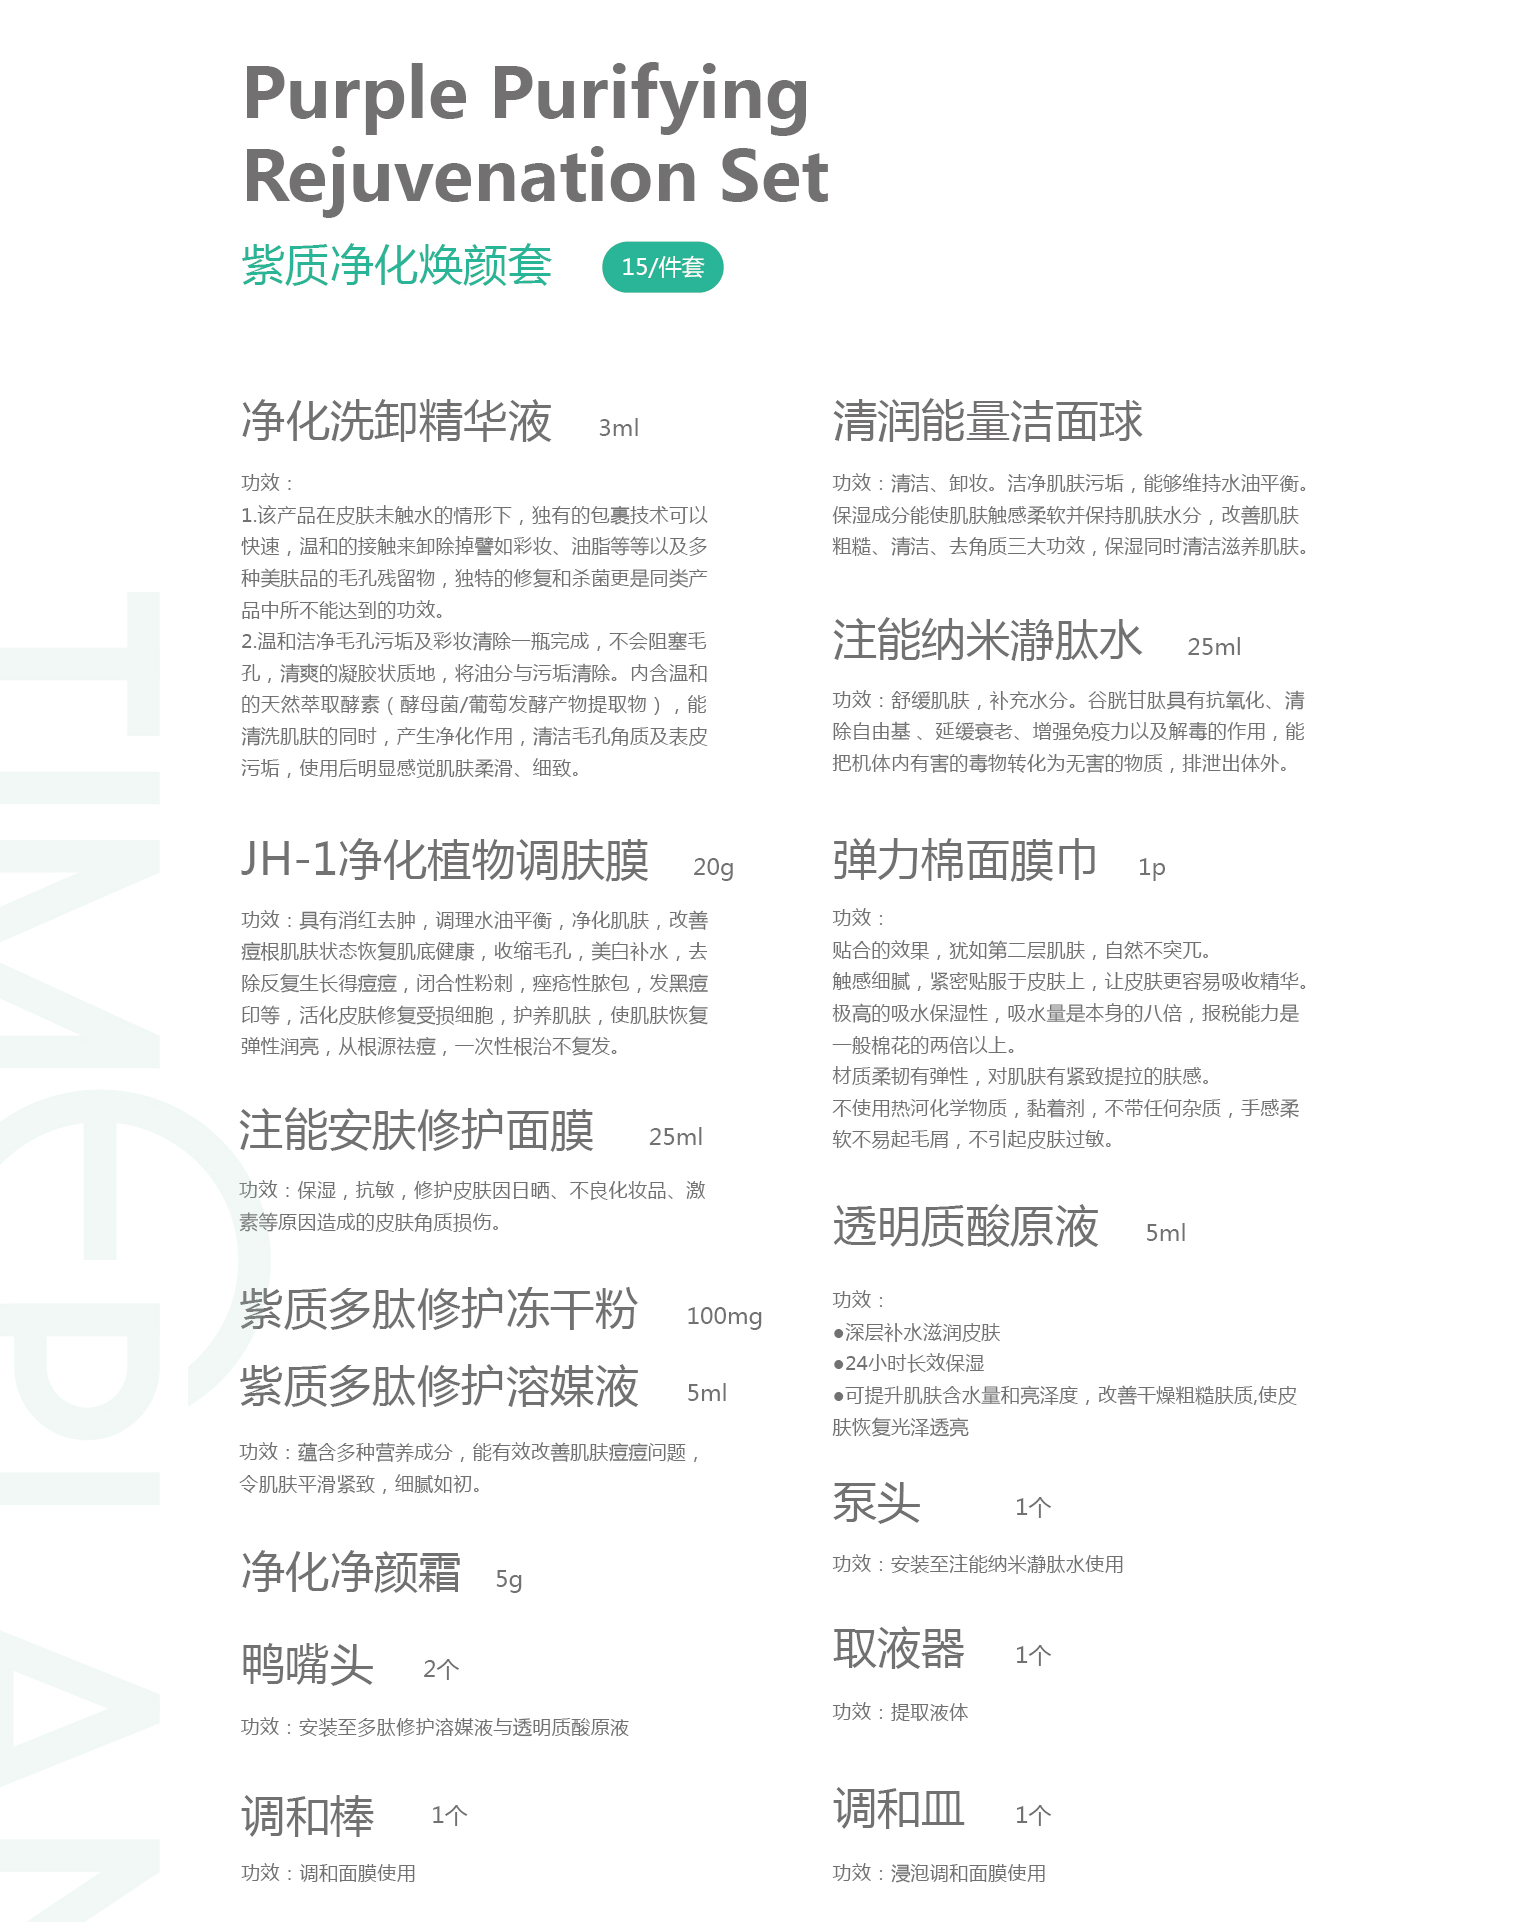 Purple Purifying
Rejuvenation Set
紫质净化焕颜套
15/件套
净化洗卸精华液 3ml
功效：
1.该产品在皮肤未触水的情形下，独有的包裹技术可以
快速，温和的接触来卸除掉譬如彩妆、油脂等等以及多
种美肤品的毛孔残留物，独特的修复和杀菌更是同类产
品中所不能达到的功效。
2.温和洁净毛孔污垢及彩妆清除一瓶完成，不会阻塞毛
孔，清爽的凝胶状质地，将油分与污垢清除。内含温和
的天然萃取酵素（酵母菌/葡萄发酵产物提取物），能
清洗肌肤的同时，产生净化作用，清洁毛孔角质及表皮
污垢，使用后明显感觉肌肤柔滑、细致。
JH-1净化植物调肤膜 20g
功效：具有消红去肿，调理水油平衡，净化肌肤，改善
痘根肌肤状态恢复肌底健康，收缩毛孔，美白补水，去
除反复生长得痘痘，闭合性粉刺，痤疮性脓包，发黑痘
印等，活化皮肤修复受损细胞，护养肌肤，使肌肤恢复
弹性润亮，从根源祛痘，一次性根治不复发。
注能安肤修护面膜 25ml
功效：保湿，抗敏，修护皮肤因日晒、不良化妆品、激
素等原因造成的皮肤角质损伤。
紫质多肽修护冻干粉 100mg
紫质多肽修护溶媒液 5ml
功效：蕴含多种营养成分，能有效改善肌肤痘痘问题，
令肌肤平滑紧致，细腻如初。
净化净颜霜 5g
鸭嘴头 2个
功效：安装至多肽修护溶媒液与透明质酸原液
调和棒 1个
功效：调和面膜使用
清润能量洁面球
功效：清洁、卸妆。洁净肌肤污垢，能够维持水油平衡。
保湿成分能使肌肤触感柔软并保持肌肤水分，改善肌肤
粗糙、清洁、去角质三大功效，保湿同时清洁滋养肌肤。
注能纳米瀞肽水 25ml
功效：舒缓肌肤，补充水分。谷胱甘肽具有抗氧化、清
除自由基 、延缓衰老、增强免疫力以及解毒的作用，能
把机体内有害的毒物转化为无害的物质，排泄出体外。
弹力棉面膜巾 1p
功效：
贴合的效果，犹如第二层肌肤，自然不突兀。
触感细腻，紧密贴服于皮肤上，让皮肤更容易吸收精华。
极高的吸水保湿性，吸水量是本身的八倍，报税能力是
一般棉花的两倍以上。
材质柔韧有弹性，对肌肤有紧致提拉的肤感。
不使用热河化学物质，黏着剂，不带任何杂质，手感柔
软不易起毛屑，不引起皮肤过敏。
透明质酸原液 5ml
功效：
●深层补水滋润皮肤
●24小时长效保湿
●可提升肌肤含水量和亮泽度，改善干燥粗糙肤质,使皮
肤恢复光泽透亮
泵头 1个
功效：安装至注能纳米瀞肽水使用
取液器 1个
功效：提取液体
调和皿 1个
功效：浸泡调和面膜使用